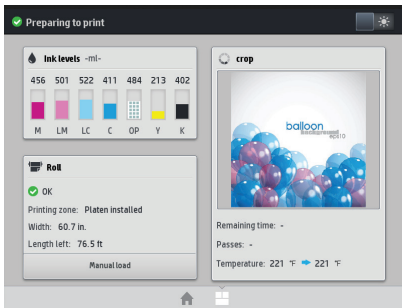 Preparing to print
Ink levels -ml-
456 501 522 411 484 213 402
M LM LC C OP Y K
Roll
OK
Printing zone: Platen installed
Width: 60.7 in.
Length left: 76.5 ft
Manual load
crop
balloon
background
eps10
Remaining time: -
Passes: -
Temperature: 221 °F ➡ 221 °F